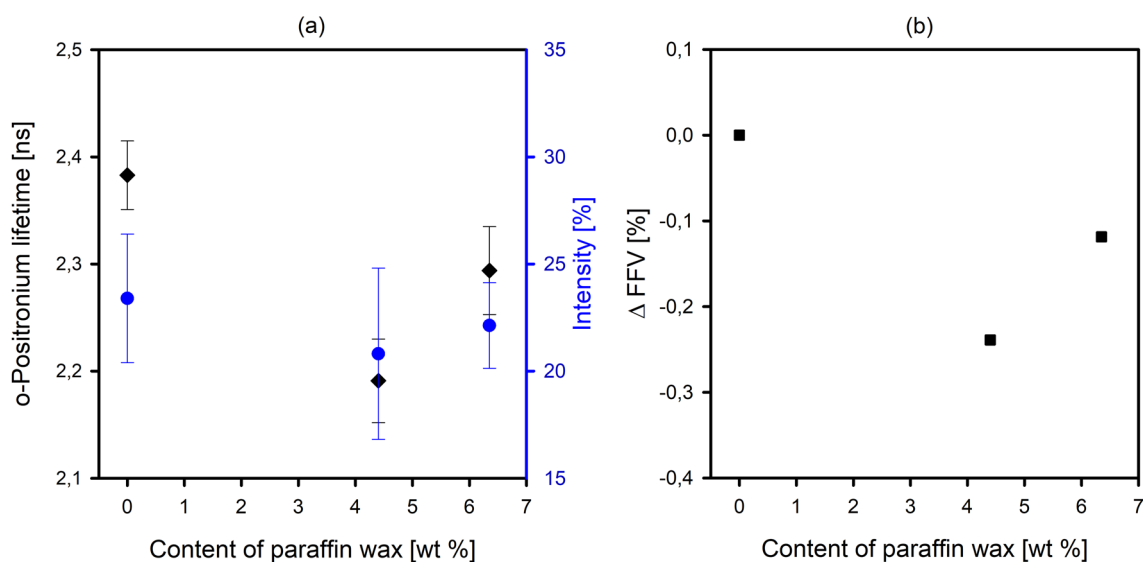 (a)
2,5
2,4
2,3
2,2
2,1
o-Positronium lifetime [ns]
35
30
25
20
15
Intensity [%]
0 1 2 3 4 5 6 7
Content of paraffin wax [wt %]
(b)
0,1
0,0
-0,1
-0,2
-0,3
-0,4
Δ FFV [%]
0 1 2 3 4 5 6 7
Content of paraffin wax [wt %]